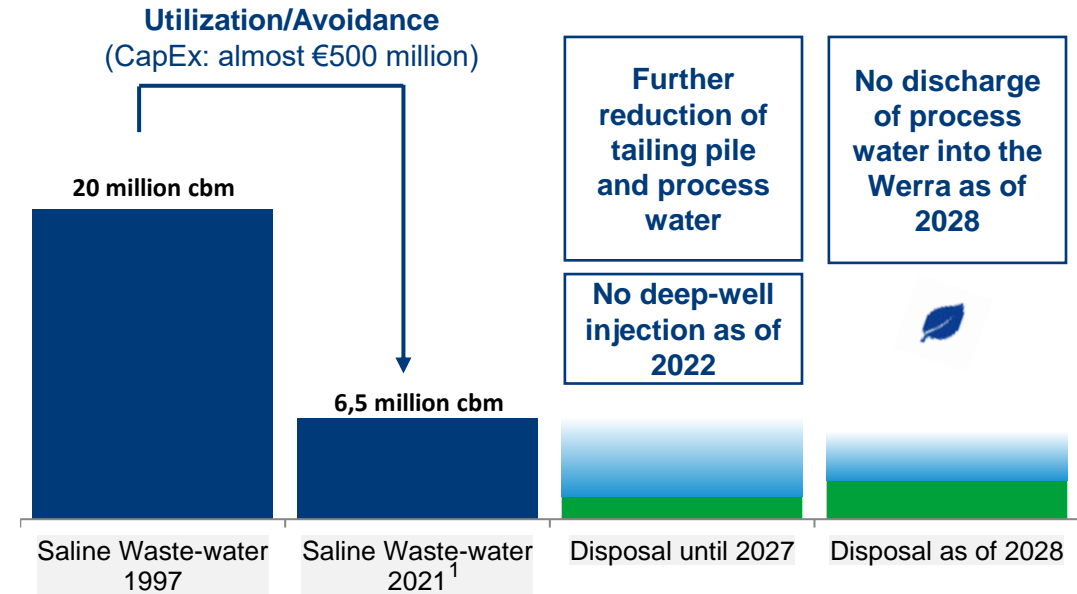 Utilization/Avoidance
(CapEx: almost €500 million)
20 million cbm
6,5 million cbm
Further
reduction of
tailing pile
and process
water
No deep-well
injection as of
2022
No discharge
of process
water into the
Werra as of
2028
Saline Waste-water
1997
Saline Waste-water
2021¹
Disposal until 2027
Disposal as of 2028